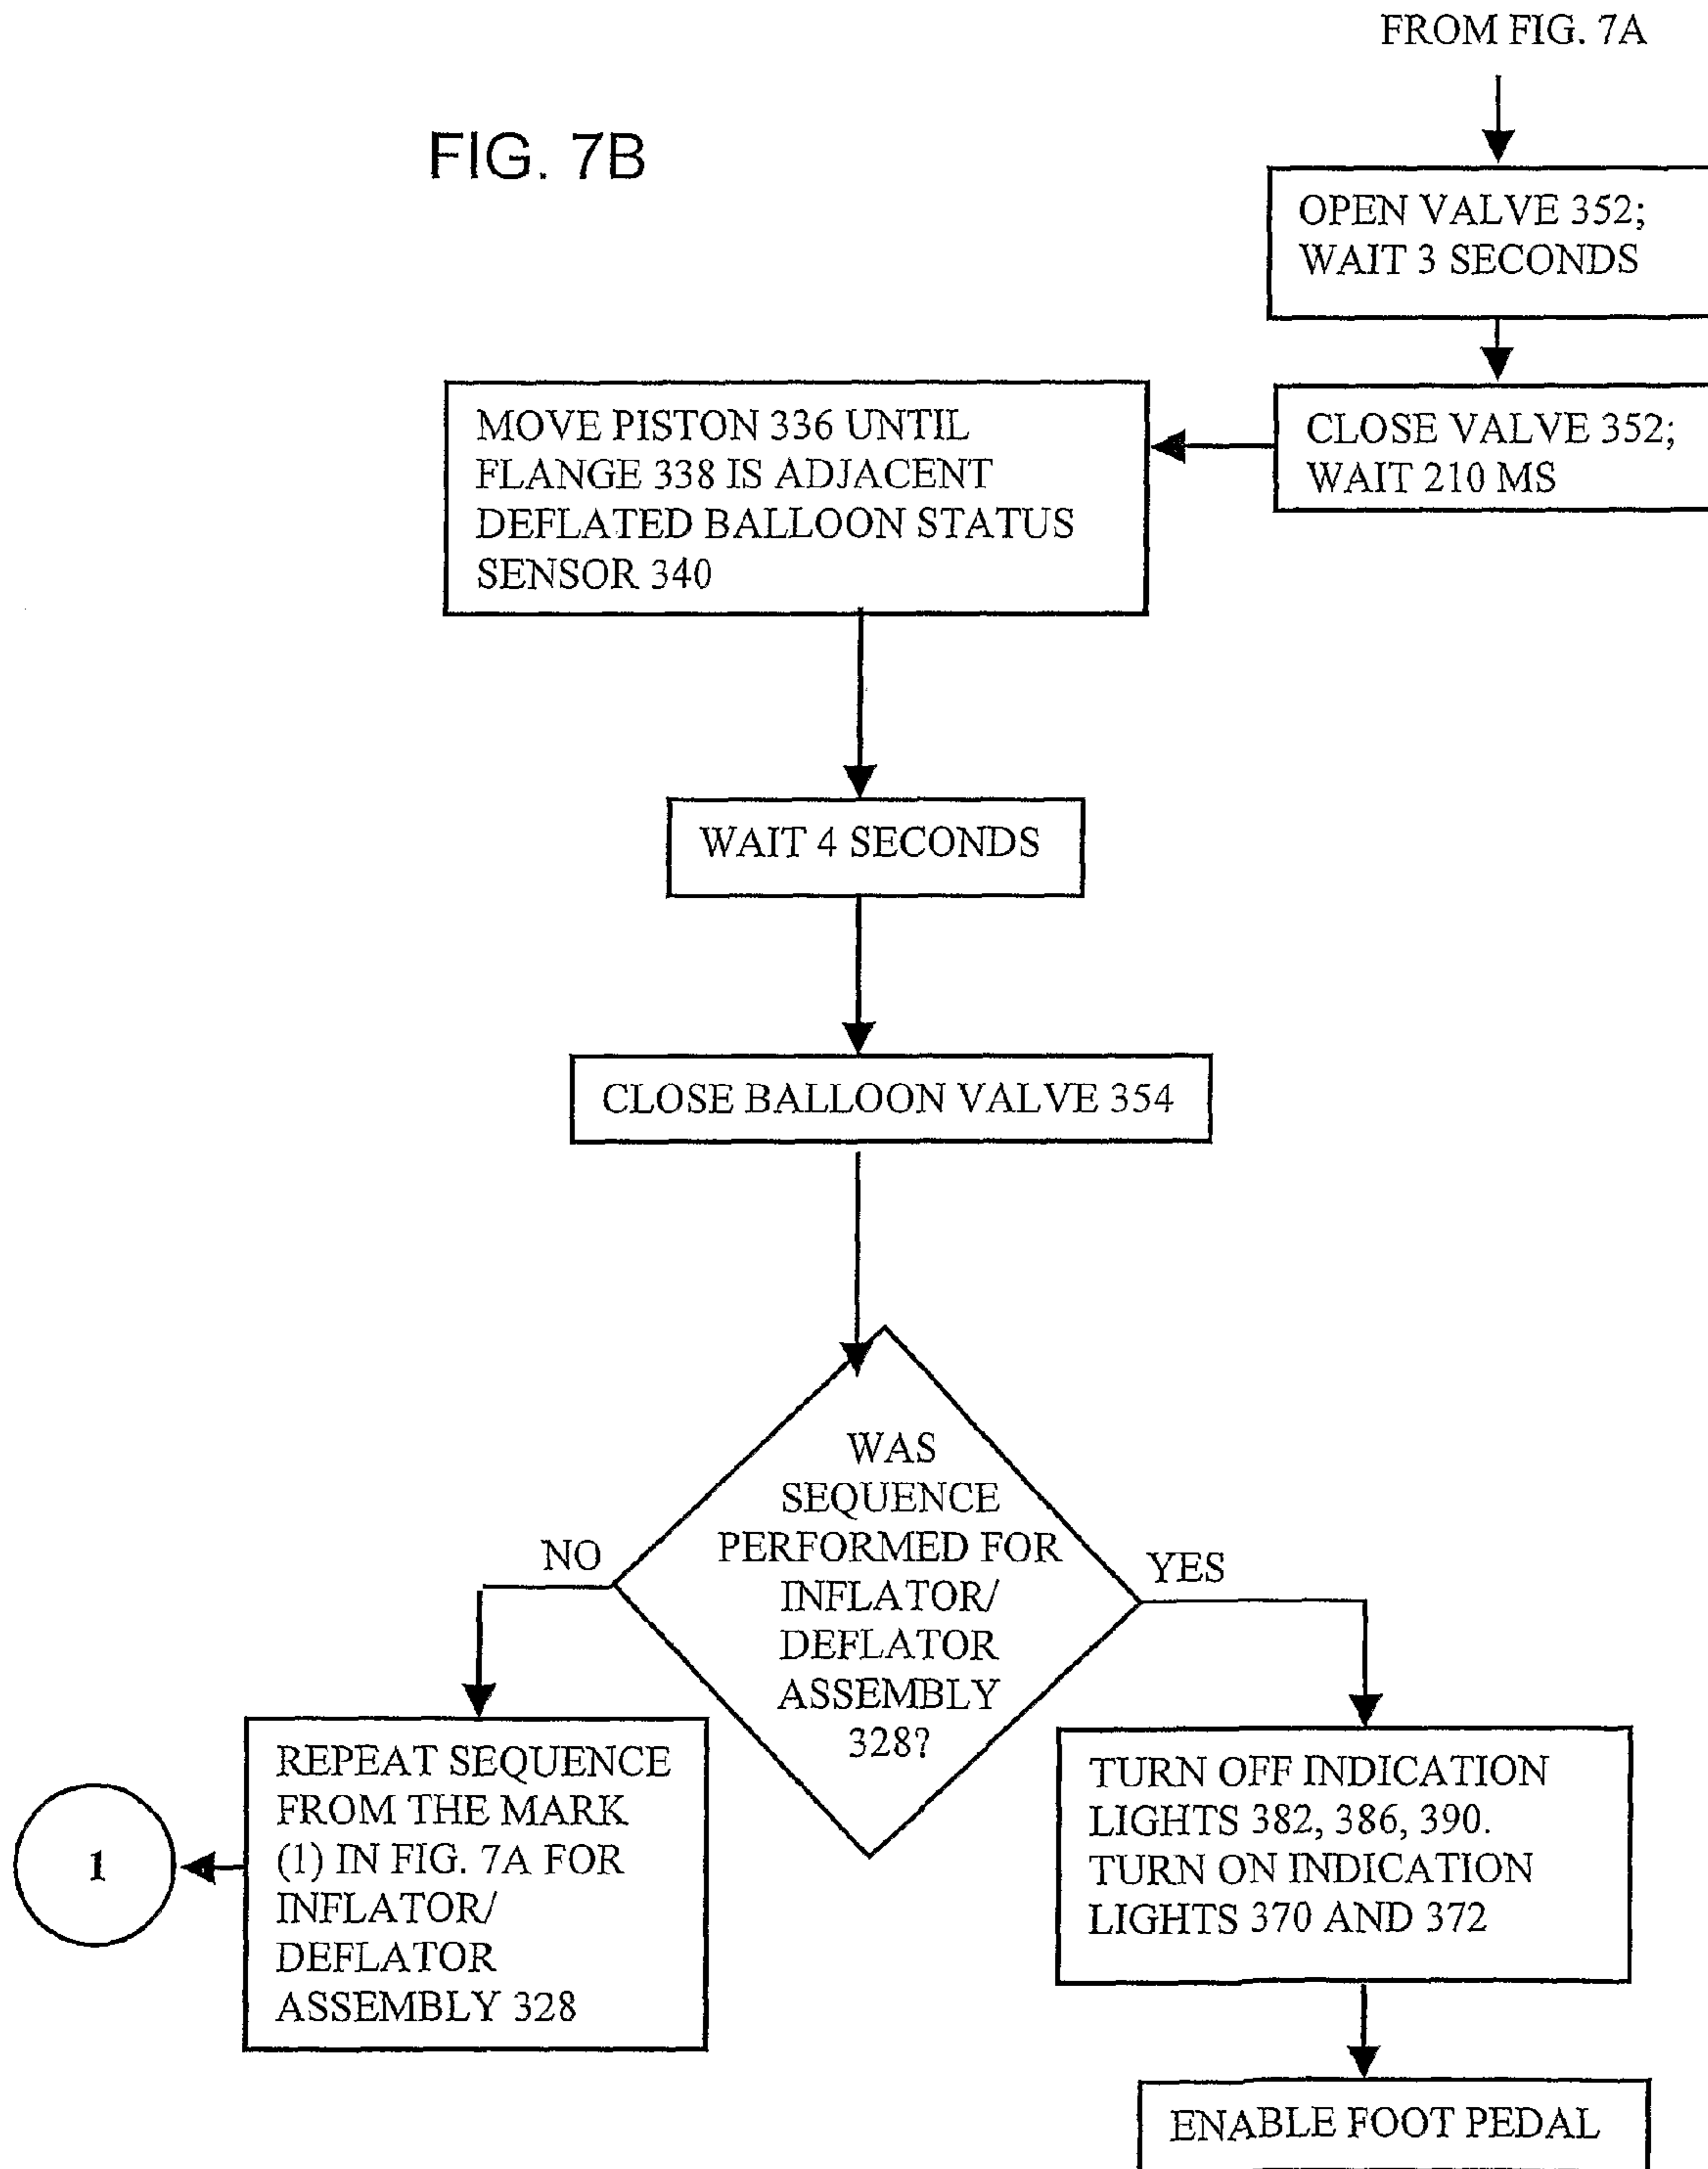 FROM FIG. 7A
FIG. 7B
OPEN VALVE 352;
WAIT 3 SECONDS
CLOSE VALVE 352;
WAIT 210 MS
MOVE PISTON 336 UNTIL
FLANGE 338 IS ADJACENT
DEFLATED BALLOON STATUS
SENSOR 340
WAIT 4 SECONDS
CLOSE BALLOON VALVE 354
WAS
SEQUENCE
PERFORMED FOR
INFLATOR/
DEFLATOR
ASSEMBLY
328?
NO
YES
REPEAT SEQUENCE
FROM THE MARK
(1) IN FIG. 7A FOR
INFLATOR/
DEFLATOR
ASSEMBLY 328
1
TURN OFF INDICATION
LIGHTS 382, 386, 390.
TURN ON INDICATION
LIGHTS 370 AND 372
ENABLE FOOT PEDAL